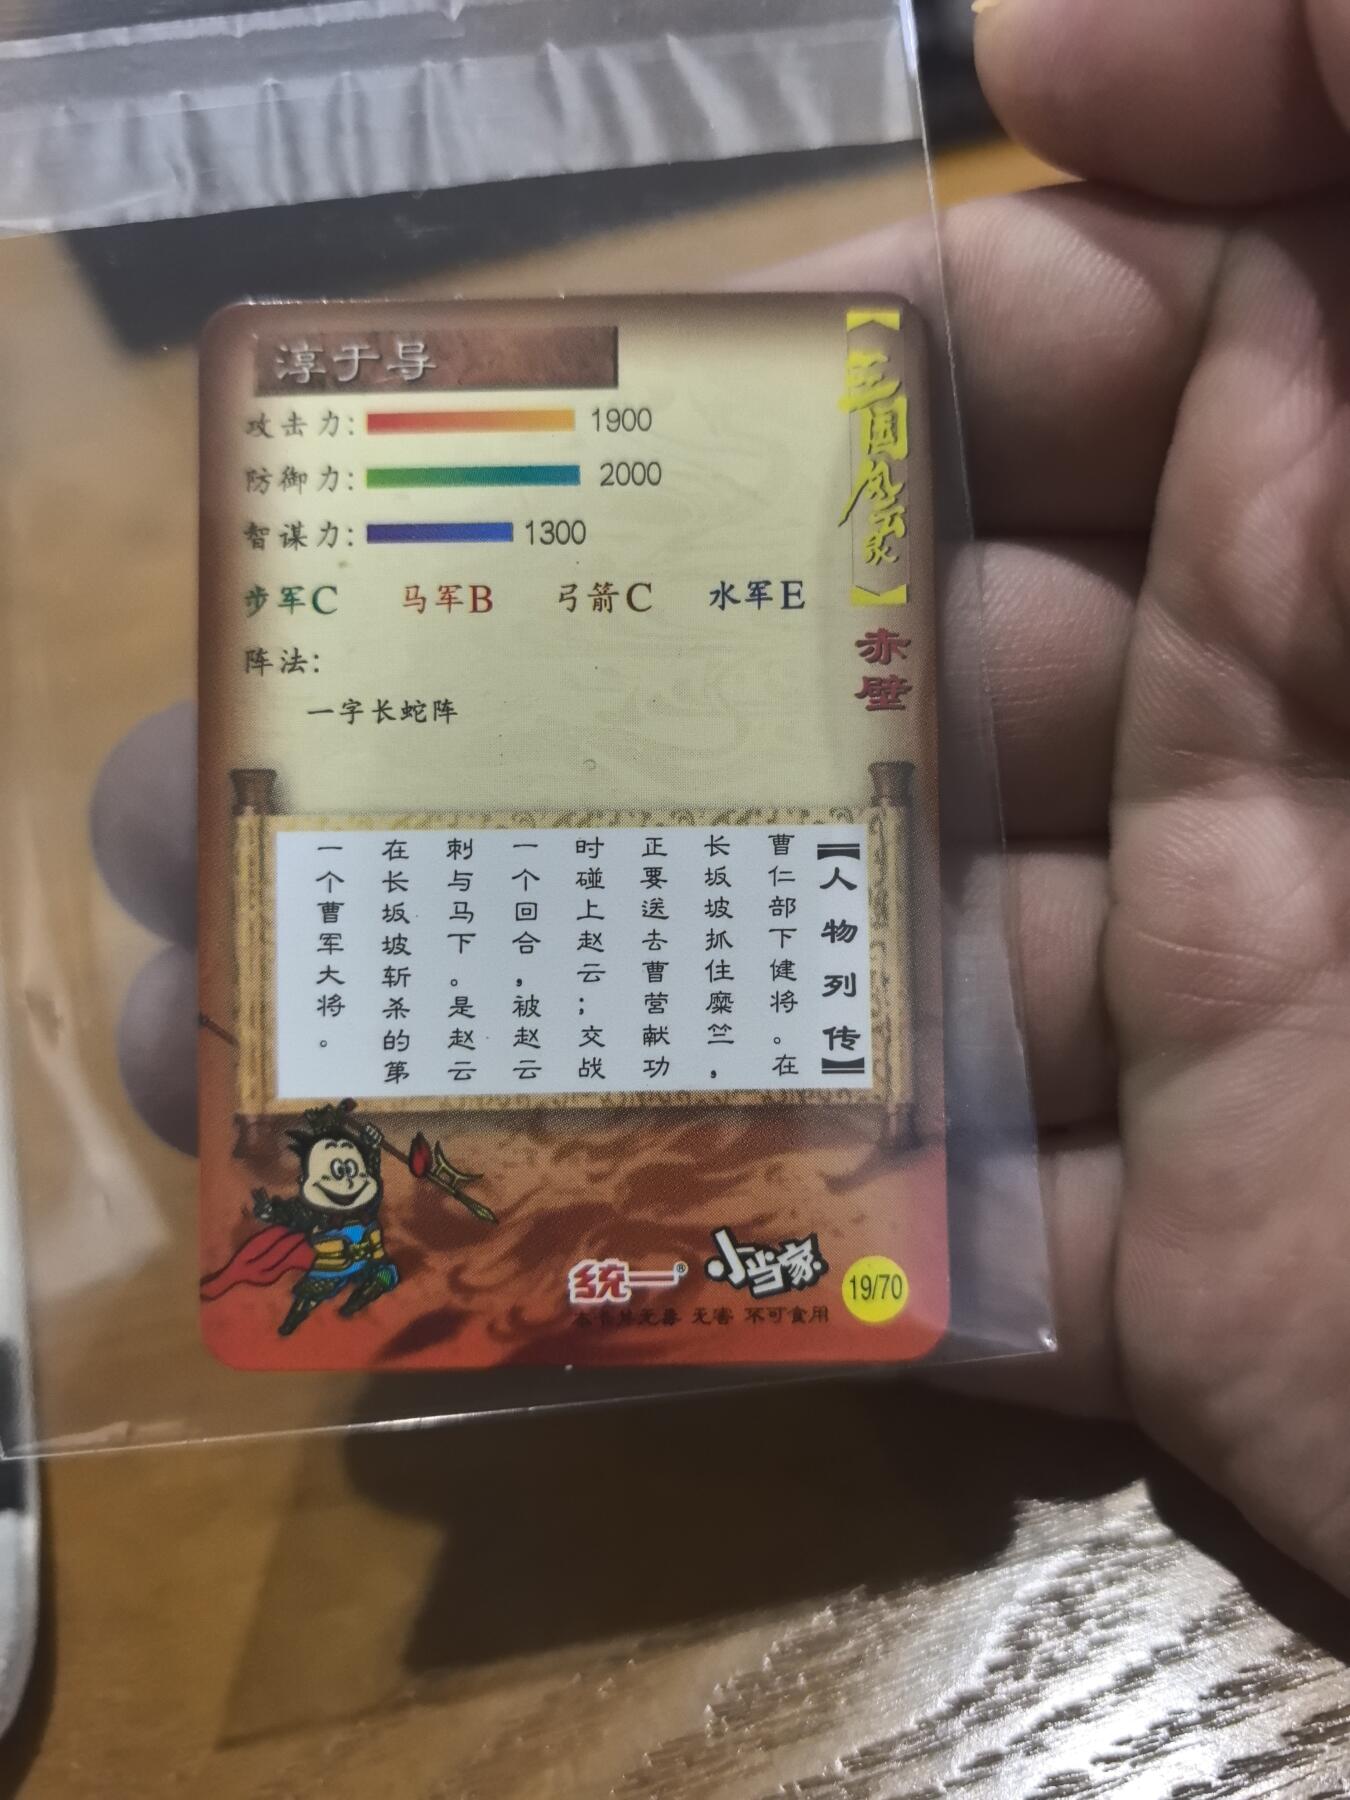 淳于导
攻击力: 1900
防御力: 2000
智谋力: 1300
步军C 马军B 弓箭C 水军E
阵法:
一字长蛇阵
【三国风云录】
赤壁
【人物列传】
曹仁部下健将。在
长坂坡抓住糜竺，
正要送去曹营献功
时碰上赵云；交战
一个回合，被赵云
刺与马下。是赵云
在长坂坡斩杀的第
一个曹军大将。
统一® 小当家
本卡片无毒 无害 不可食用
19/70